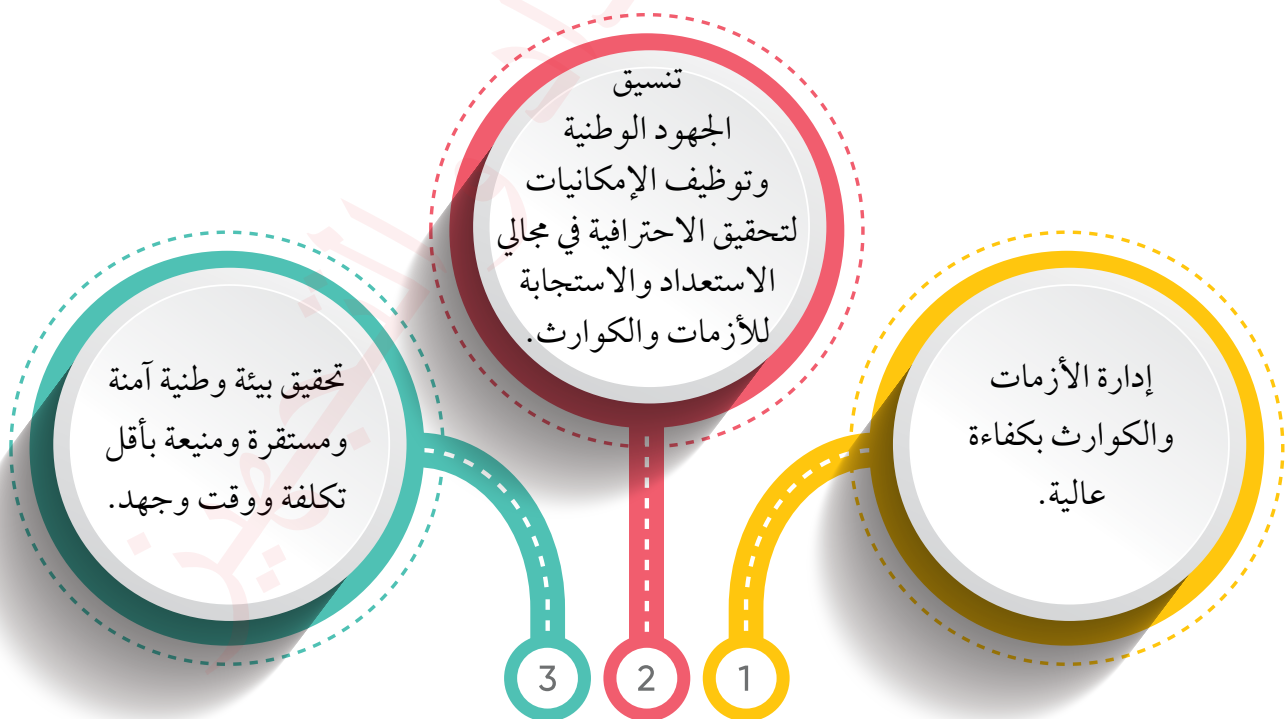 إدارة الأزمات
والكوارث بكفاءة
عالية.
تنسيق
الجهود الوطنية
وتوظيف الإمكانيات
لتحقيق الاحترافية في مجالي
الاستعداد والاستجابة
للأزمات والكوارث.
تحقيق بيئة وطنية آمنة
ومستقرة ومنيعة بأقل
تكلفة ووقت وجهد.
1
2
3